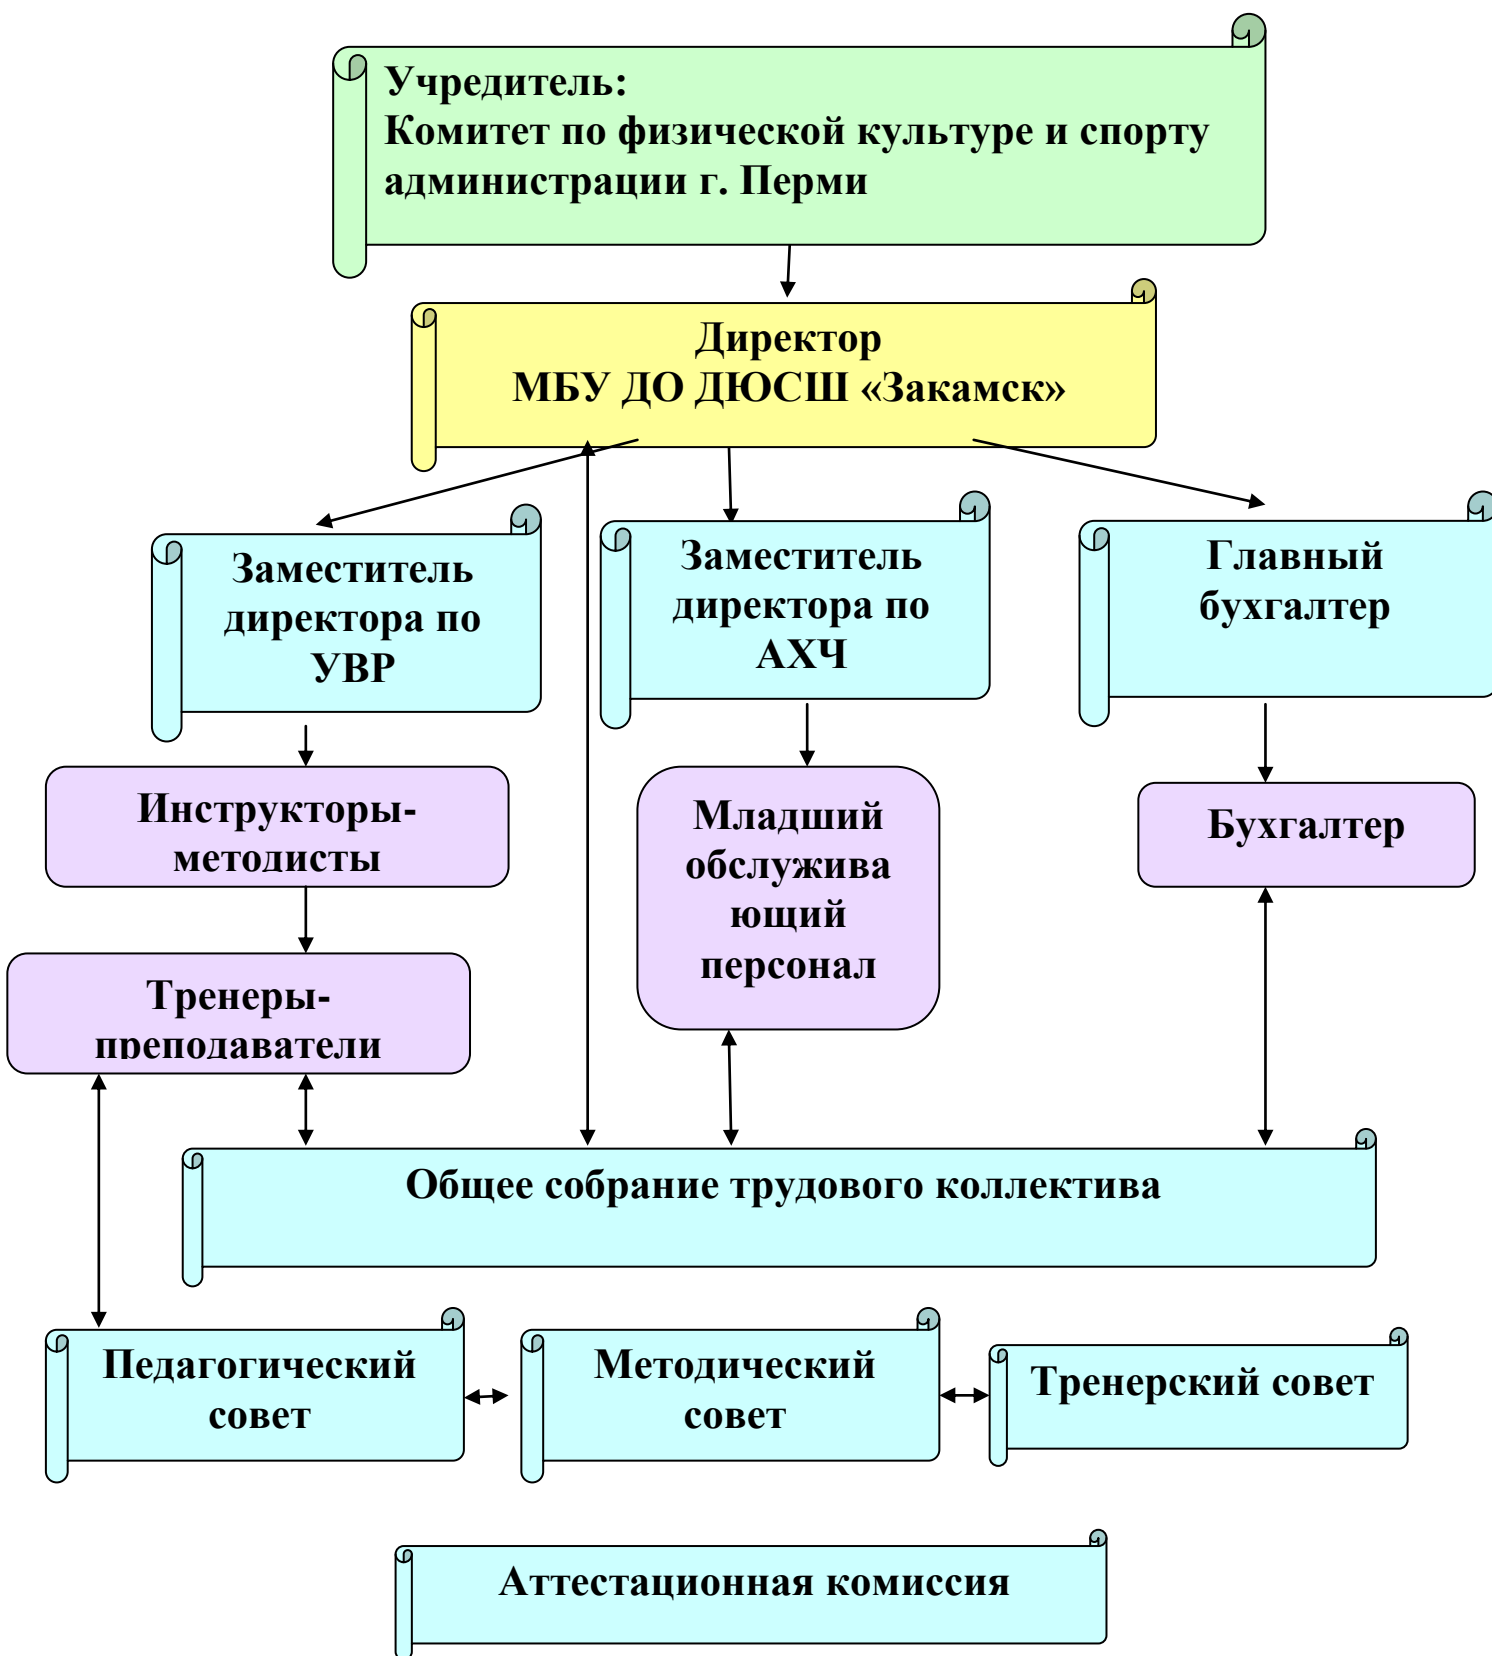 Учредитель:
Комитет по физической культуре и спорту
администрации г. Перми
Директор
МБУ ДО ДЮСШ «Закамск»
Заместитель
директора по
УВР
Заместитель
директора по
АХЧ
Главный
бухгалтер
Инструкторы-
методисты
Младший
обслужива
ющий
персонал
Бухгалтер
Тренеры-
преподаватели
Общее собрание трудового коллектива
Педагогический
совет
Методический
совет
Тренерский совет
Аттестационная комиссия